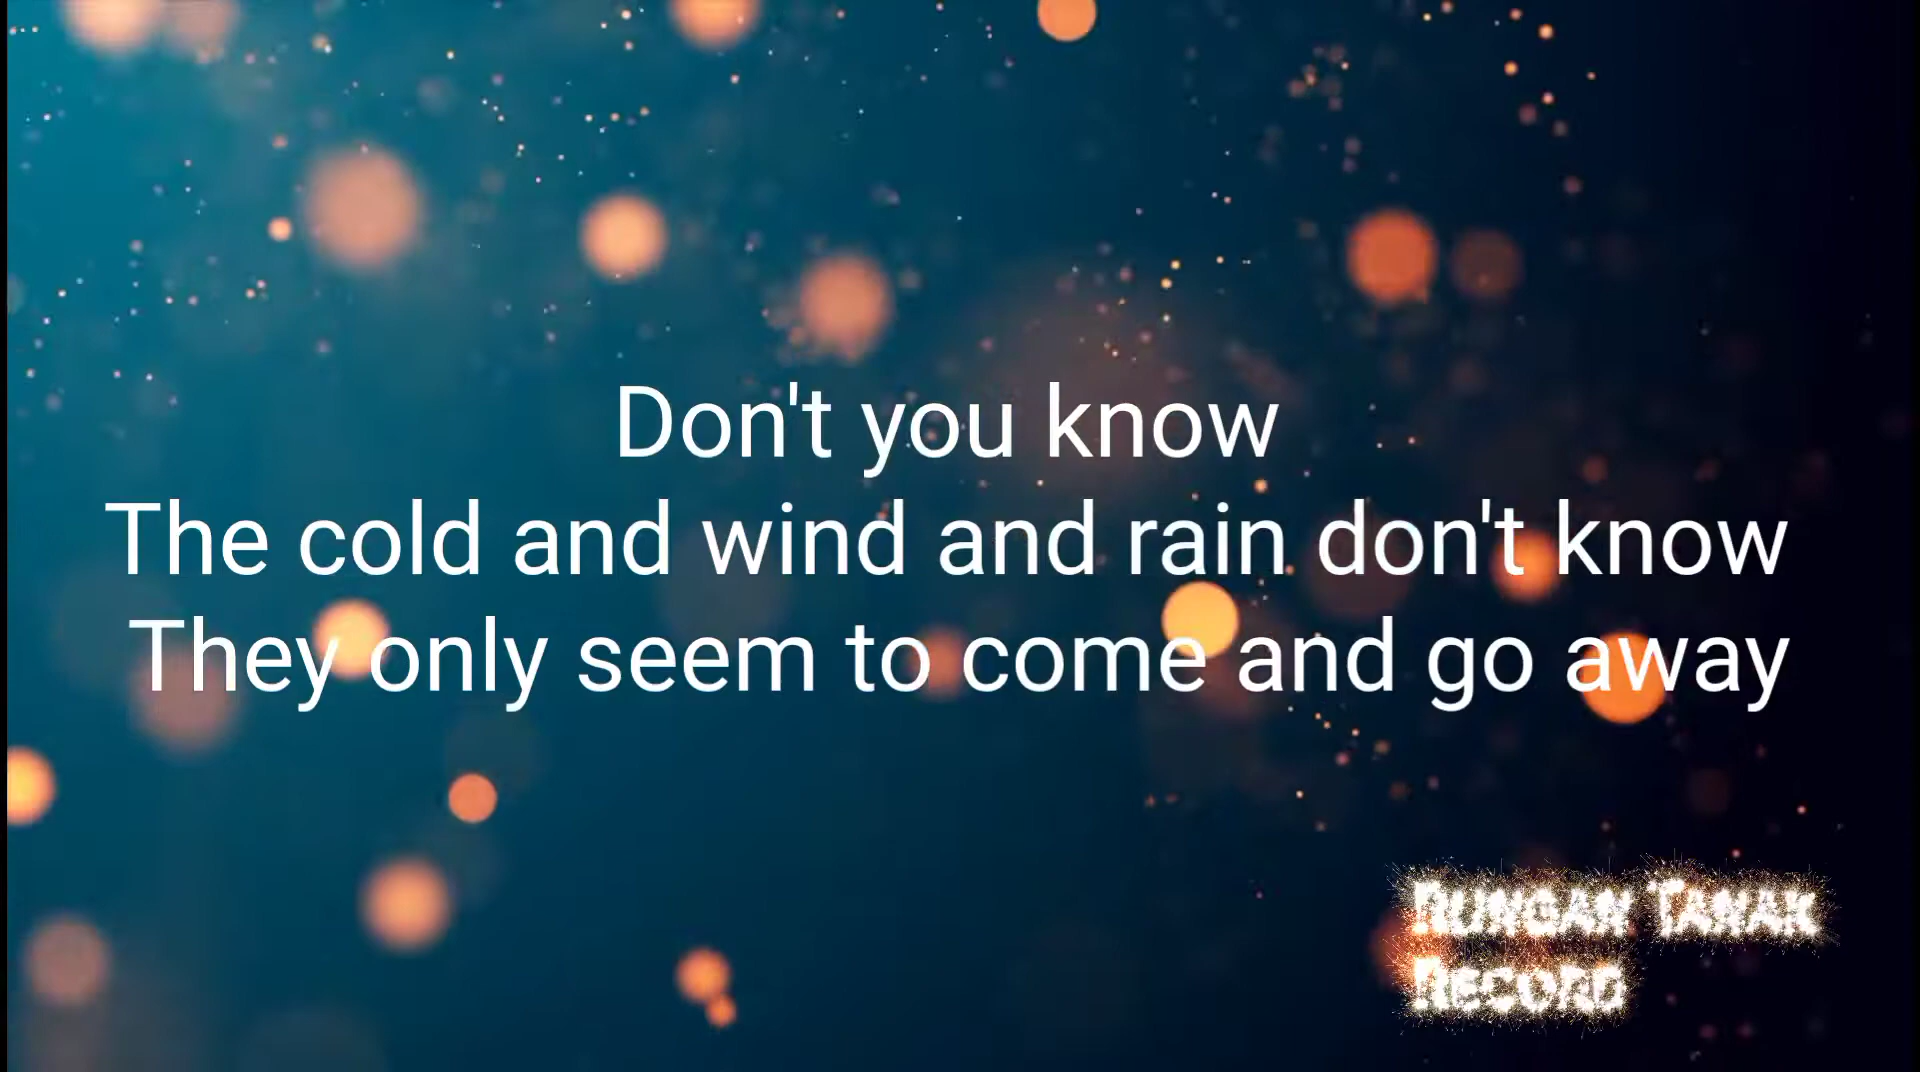 Don't you know
The cold and wind and rain don't know
They only seem to come and go away
Rungan Tanak
Record